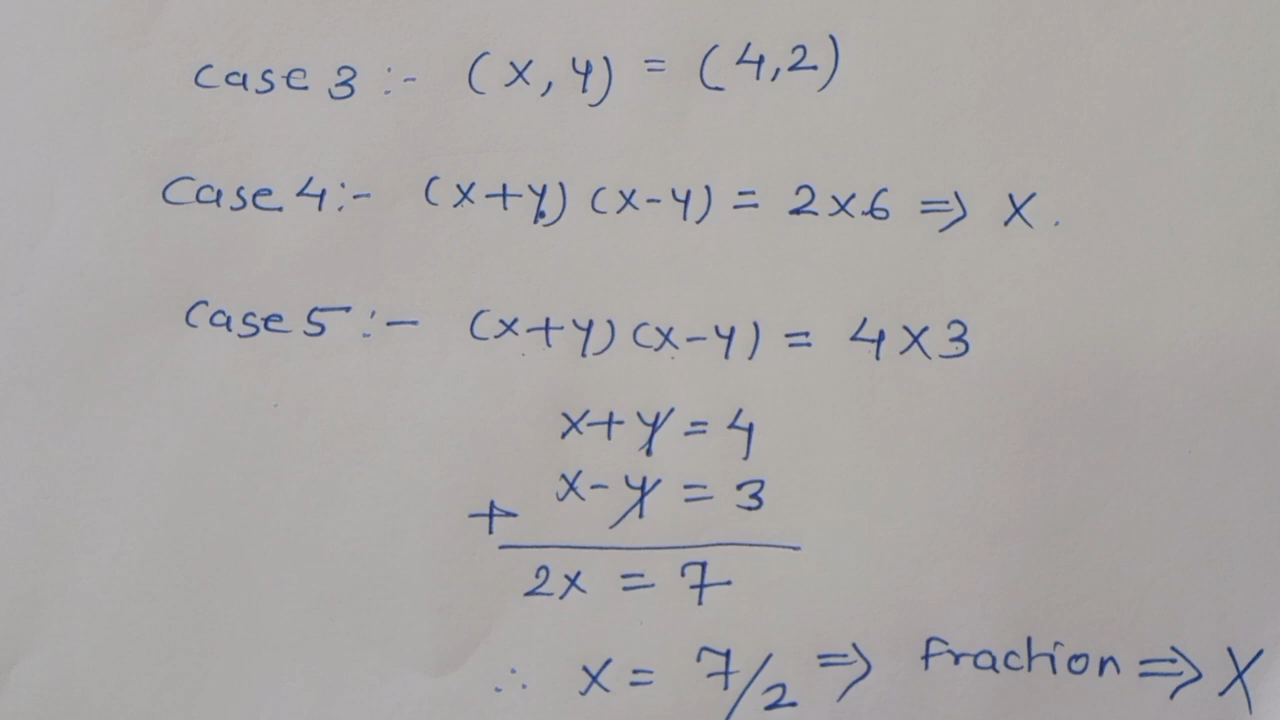 Case 3 :- (x, y) = (4,2)
Case 4:- (x+y) (x-y) = 2x6 => X.
Case 5 :- (x+y) (x-y) = 4x3
x+y = 4
+ x-y = 3
2x = 7
∴ x = 7/2 => Fraction => X